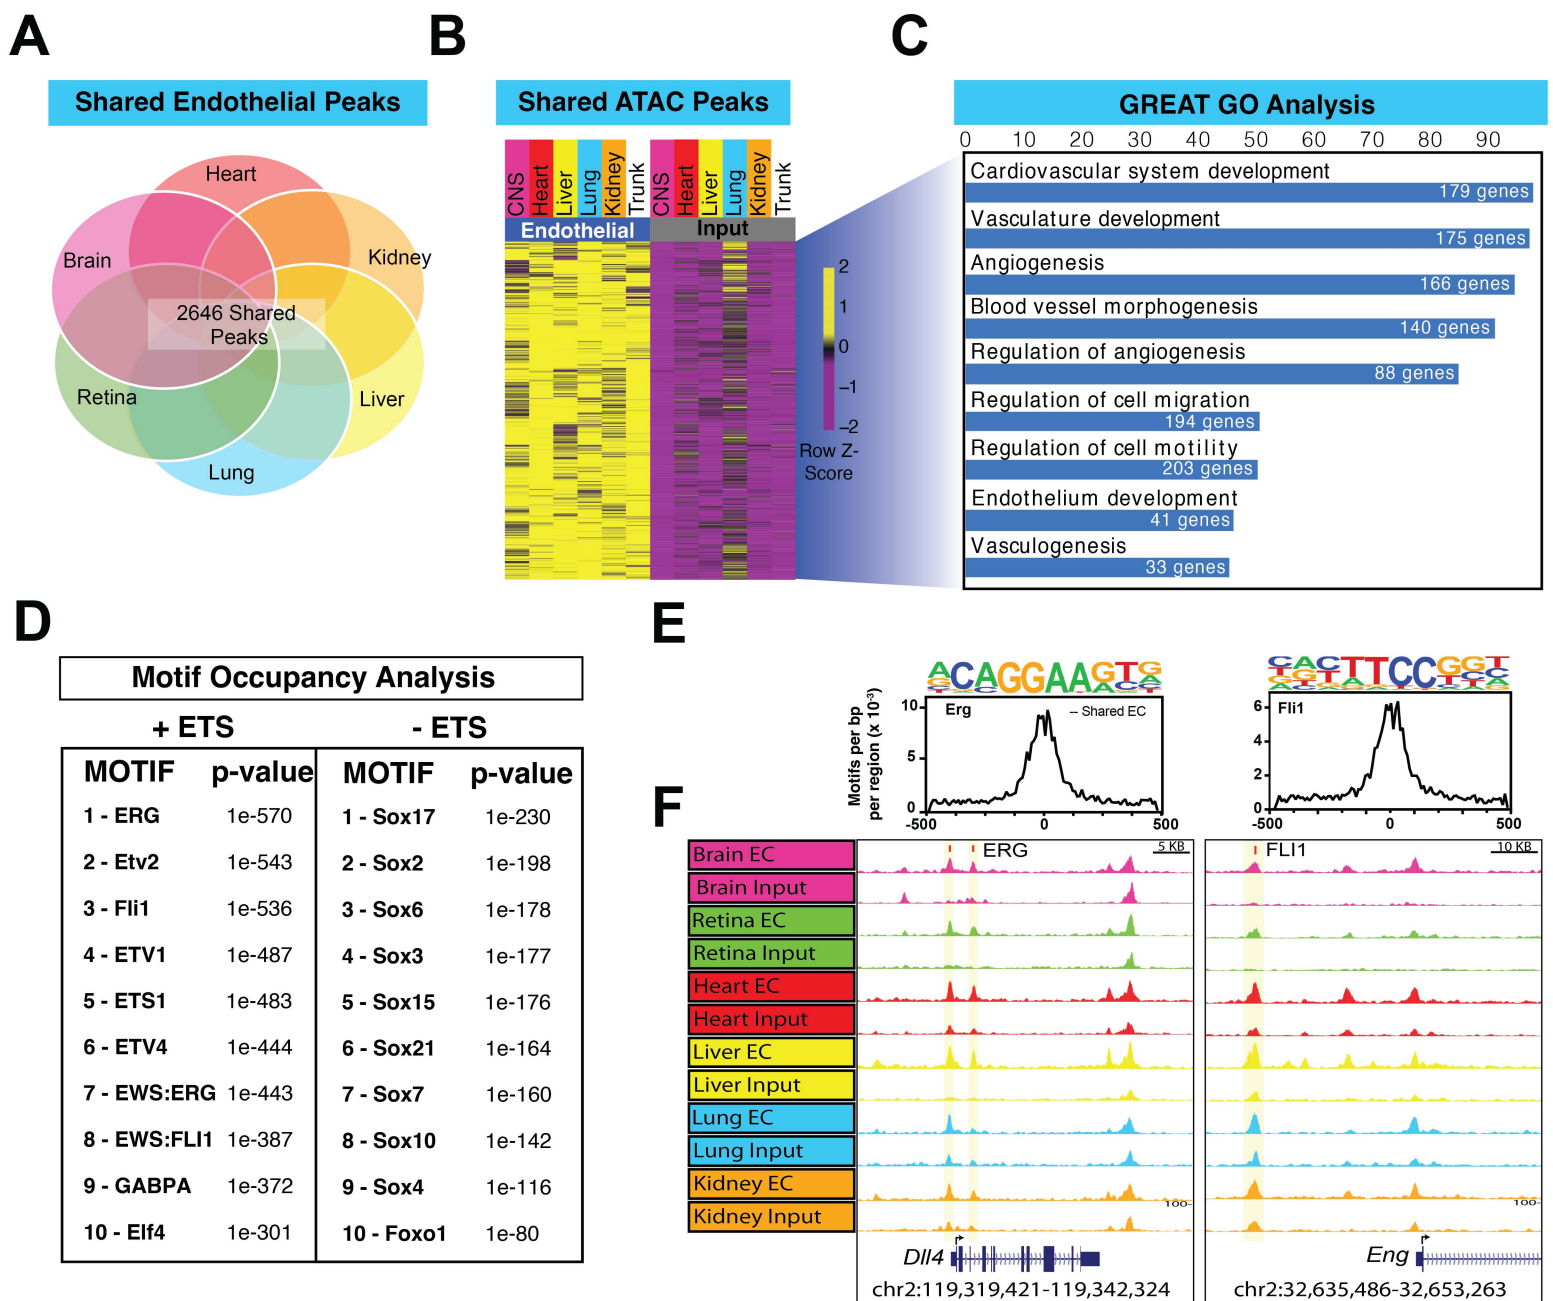 A
Shared Endothelial Peaks
Heart
Brain
Kidney
2646 Shared
Peaks
Retina
Liver
Lung
B
Shared ATAC Peaks
CNS
Heart
Liver
Lung
Kidney
Trunk
CNS
Heart
Liver
Lung
Kidney
Trunk
Endothelial
Input
2
1
0
−1
−2
Row Z-
Score
C
GREAT GO Analysis
0 10 20 30 40 50 60 70 80 90
Cardiovascular system development
179 genes
Vasculature development
175 genes
Angiogenesis
166 genes
Blood vessel morphogenesis
140 genes
Regulation of angiogenesis
88 genes
Regulation of cell migration
194 genes
Regulation of cell motility
203 genes
Endothelium development
41 genes
Vasculogenesis
33 genes
D
Motif Occupancy Analysis
+ ETS
MOTIF p-value
1 - ERG 1e-570
2 - Etv2 1e-543
3 - Fli1 1e-536
4 - ETV1 1e-487
5 - ETS1 1e-483
6 - ETV4 1e-444
7 - EWS:ERG 1e-443
8 - EWS:FLI1 1e-387
9 - GABPA 1e-372
10 - Elf4 1e-301
- ETS
MOTIF p-value
1 - Sox17 1e-230
2 - Sox2 1e-198
3 - Sox6 1e-178
4 - Sox3 1e-177
5 - Sox15 1e-176
6 - Sox21 1e-164
7 - Sox7 1e-160
8 - Sox10 1e-142
9 - Sox4 1e-116
10 - Foxo1 1e-80
E
ACAGGAAGTG
Motifs per bp
per region (x 10⁻³)
10
5
0
Erg
-- Shared EC
-500 0 500
CACTTCCGGT
6
4
2
0
Fli1
-500 0 500
F
Brain EC
Brain Input
Retina EC
Retina Input
Heart EC
Heart Input
Liver EC
Liver Input
Lung EC
Lung Input
Kidney EC
Kidney Input
ERG
5 KB
100-
Dll4
chr2:119,319,421-119,342,324
FLI1
10 KB
100-
Eng
chr2:32,635,486-32,653,263